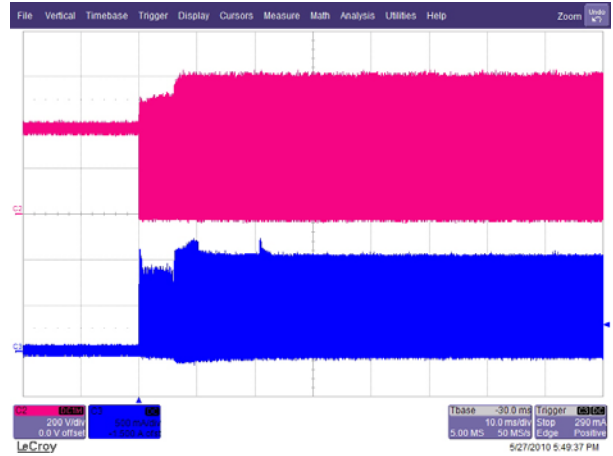 File Vertical Timebase Trigger Display Cursors Measure Math Analysis Utilities Help Zoom Undo
C2
C3
C2 DC1M
200 V/div
0.0 V offset
C3 DC
500 mA/div
Tbase -30.0 ms
10.0 ms/div
5.00 MS 50 MS/s
Trigger C3 DC
Stop 290 mA
Edge Positive
LeCroy
5/27/2010 5:49:37 PM